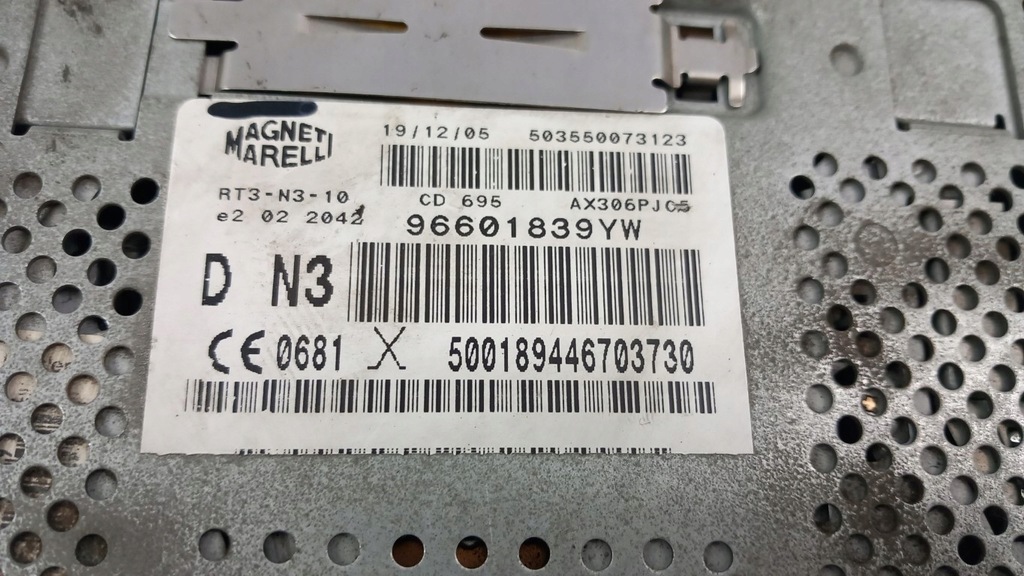 MAGNETI
MARELLI
19/12/05 503550073123
RT3-N3-10 CD 695 AX306PJC5
e2 02 2042
96601839YW
D N3
CE 0681 X 500189446703730